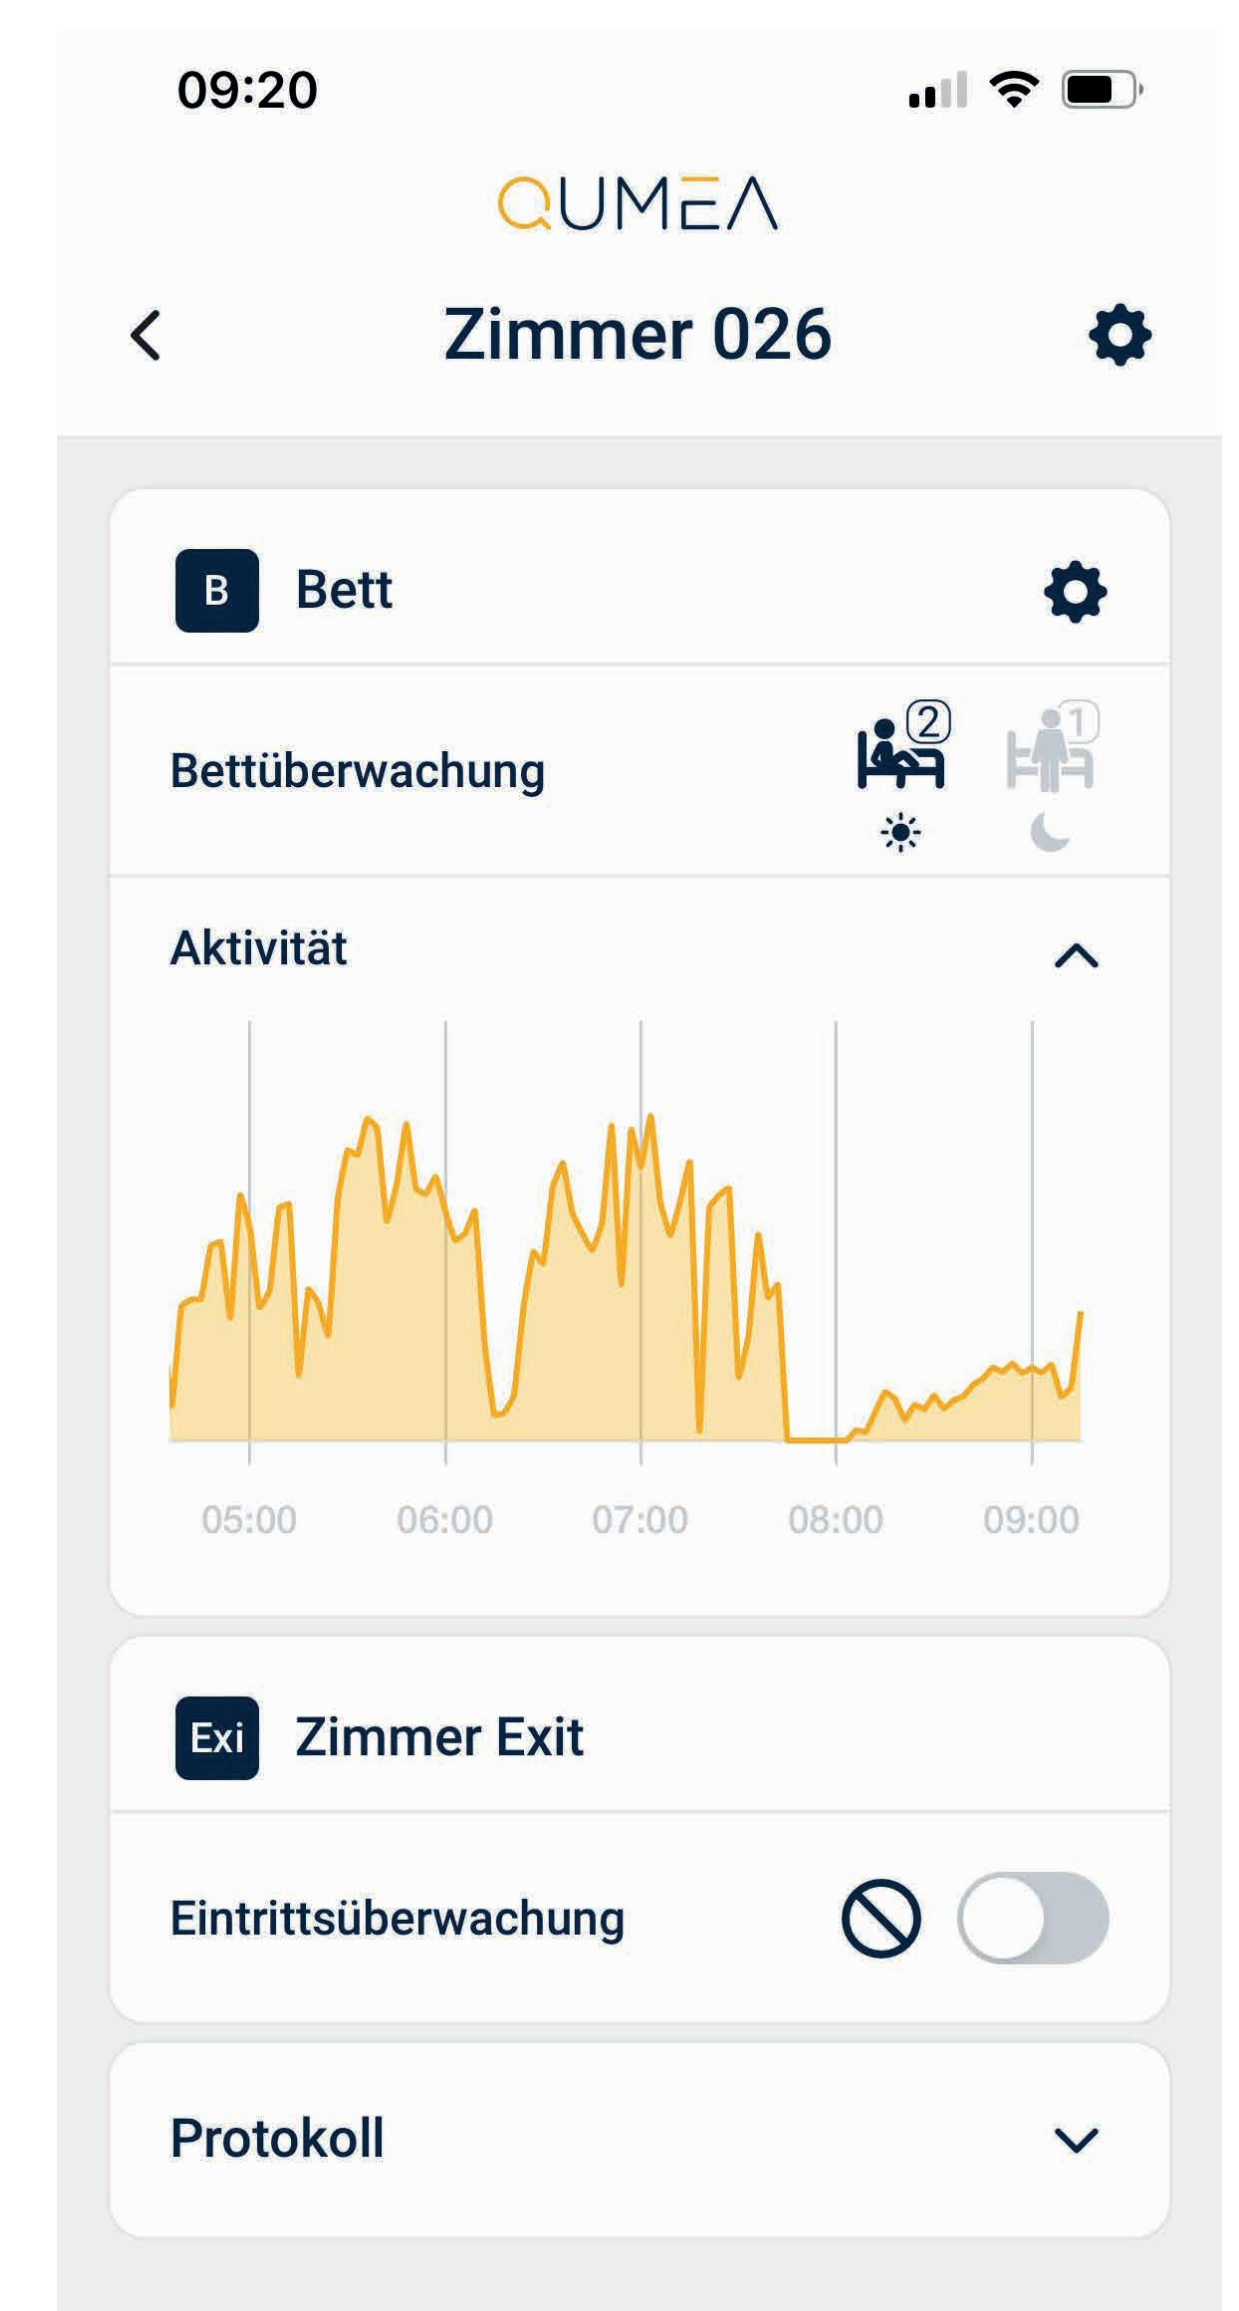 09:20
QUMEA
Zimmer 026
B Bett
Bettüberwachung 2 1
Aktivität
05:00 06:00 07:00 08:00 09:00
Exi Zimmer Exit
Eintrittsüberwachung
Protokoll